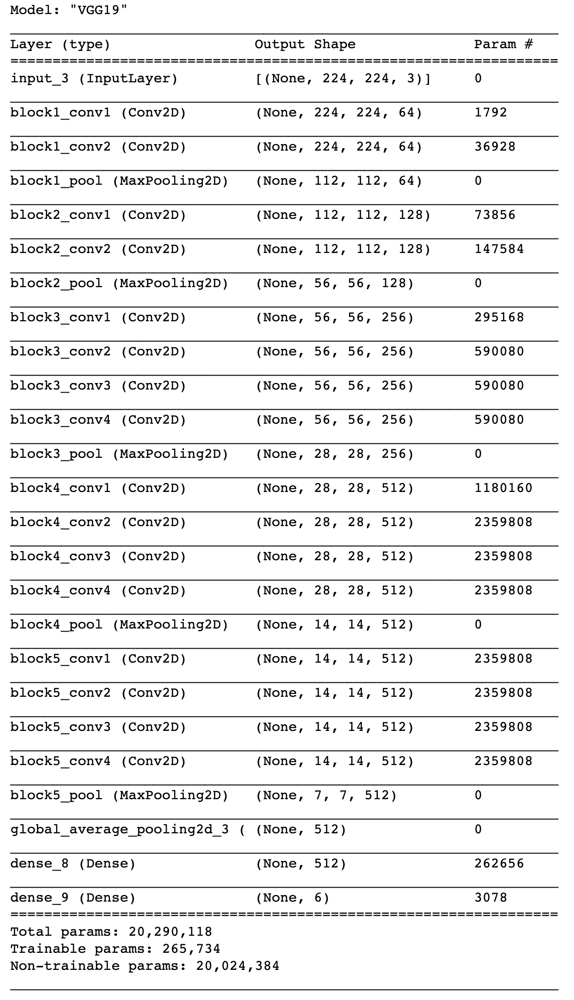 Model: "VGG19"
_________________________________________________________________
Layer (type)                 Output Shape              Param #
=================================================================
input_3 (InputLayer)         [(None, 224, 224, 3)]     0
_________________________________________________________________
block1_conv1 (Conv2D)        (None, 224, 224, 64)      1792
_________________________________________________________________
block1_conv2 (Conv2D)        (None, 224, 224, 64)      36928
_________________________________________________________________
block1_pool (MaxPooling2D)   (None, 112, 112, 64)      0
_________________________________________________________________
block2_conv1 (Conv2D)        (None, 112, 112, 128)     73856
_________________________________________________________________
block2_conv2 (Conv2D)        (None, 112, 112, 128)     147584
_________________________________________________________________
block2_pool (MaxPooling2D)   (None, 56, 56, 128)       0
_________________________________________________________________
block3_conv1 (Conv2D)        (None, 56, 56, 256)       295168
_________________________________________________________________
block3_conv2 (Conv2D)        (None, 56, 56, 256)       590080
_________________________________________________________________
block3_conv3 (Conv2D)        (None, 56, 56, 256)       590080
_________________________________________________________________
block3_conv4 (Conv2D)        (None, 56, 56, 256)       590080
_________________________________________________________________
block3_pool (MaxPooling2D)   (None, 28, 28, 256)       0
_________________________________________________________________
block4_conv1 (Conv2D)        (None, 28, 28, 512)       1180160
_________________________________________________________________
block4_conv2 (Conv2D)        (None, 28, 28, 512)       2359808
_________________________________________________________________
block4_conv3 (Conv2D)        (None, 28, 28, 512)       2359808
_________________________________________________________________
block4_conv4 (Conv2D)        (None, 28, 28, 512)       2359808
_________________________________________________________________
block4_pool (MaxPooling2D)   (None, 14, 14, 512)       0
_________________________________________________________________
block5_conv1 (Conv2D)        (None, 14, 14, 512)       2359808
_________________________________________________________________
block5_conv2 (Conv2D)        (None, 14, 14, 512)       2359808
_________________________________________________________________
block5_conv3 (Conv2D)        (None, 14, 14, 512)       2359808
_________________________________________________________________
block5_conv4 (Conv2D)        (None, 14, 14, 512)       2359808
_________________________________________________________________
block5_pool (MaxPooling2D)   (None, 7, 7, 512)         0
_________________________________________________________________
global_average_pooling2d_3 ( (None, 512)               0
_________________________________________________________________
dense_8 (Dense)              (None, 512)               262656
_________________________________________________________________
dense_9 (Dense)              (None, 6)                 3078
=================================================================
Total params: 20,290,118
Trainable params: 265,734
Non-trainable params: 20,024,384
_________________________________________________________________